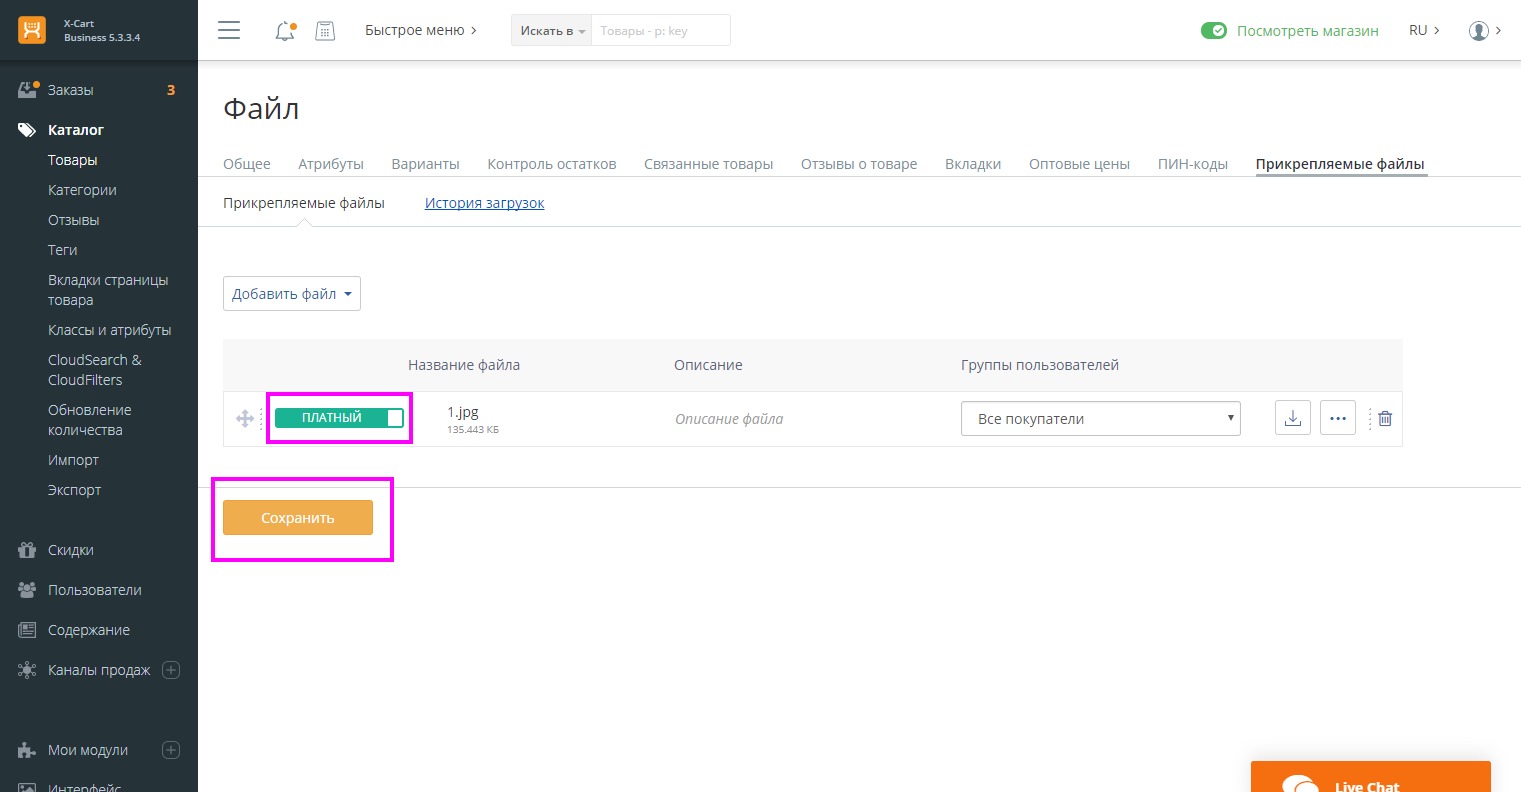 X-Cart
Business 5.3.3.4
Быстрое меню
Искать в
Товары - p: key
Посмотреть магазин
RU
Заказы
3
Каталог
Товары
Категории
Отзывы
Теги
Вкладки страницы
товара
Классы и атрибуты
CloudSearch &
CloudFilters
Обновление
количества
Импорт
Экспорт
Скидки
Пользователи
Содержание
Каналы продаж
Мои модули
Интерфейс
Файл
Общее
Атрибуты
Варианты
Контроль остатков
Связанные товары
Отзывы о товаре
Вкладки
Оптовые цены
ПИН-коды
Прикрепляемые файлы
Прикрепляемые файлы
История загрузок
Добавить файл
Название файла
Описание
Группы пользователей
ПЛАТНЫЙ
1.jpg
135.443 КБ
Описание файла
Все покупатели
Сохранить
Live Chat